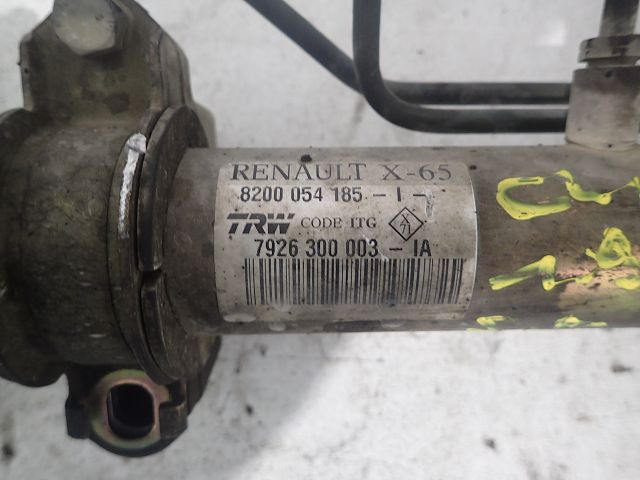 RENAULT X-65
8200 054 185 - I -
TRW CODE ITG
7926 300 003 - IA